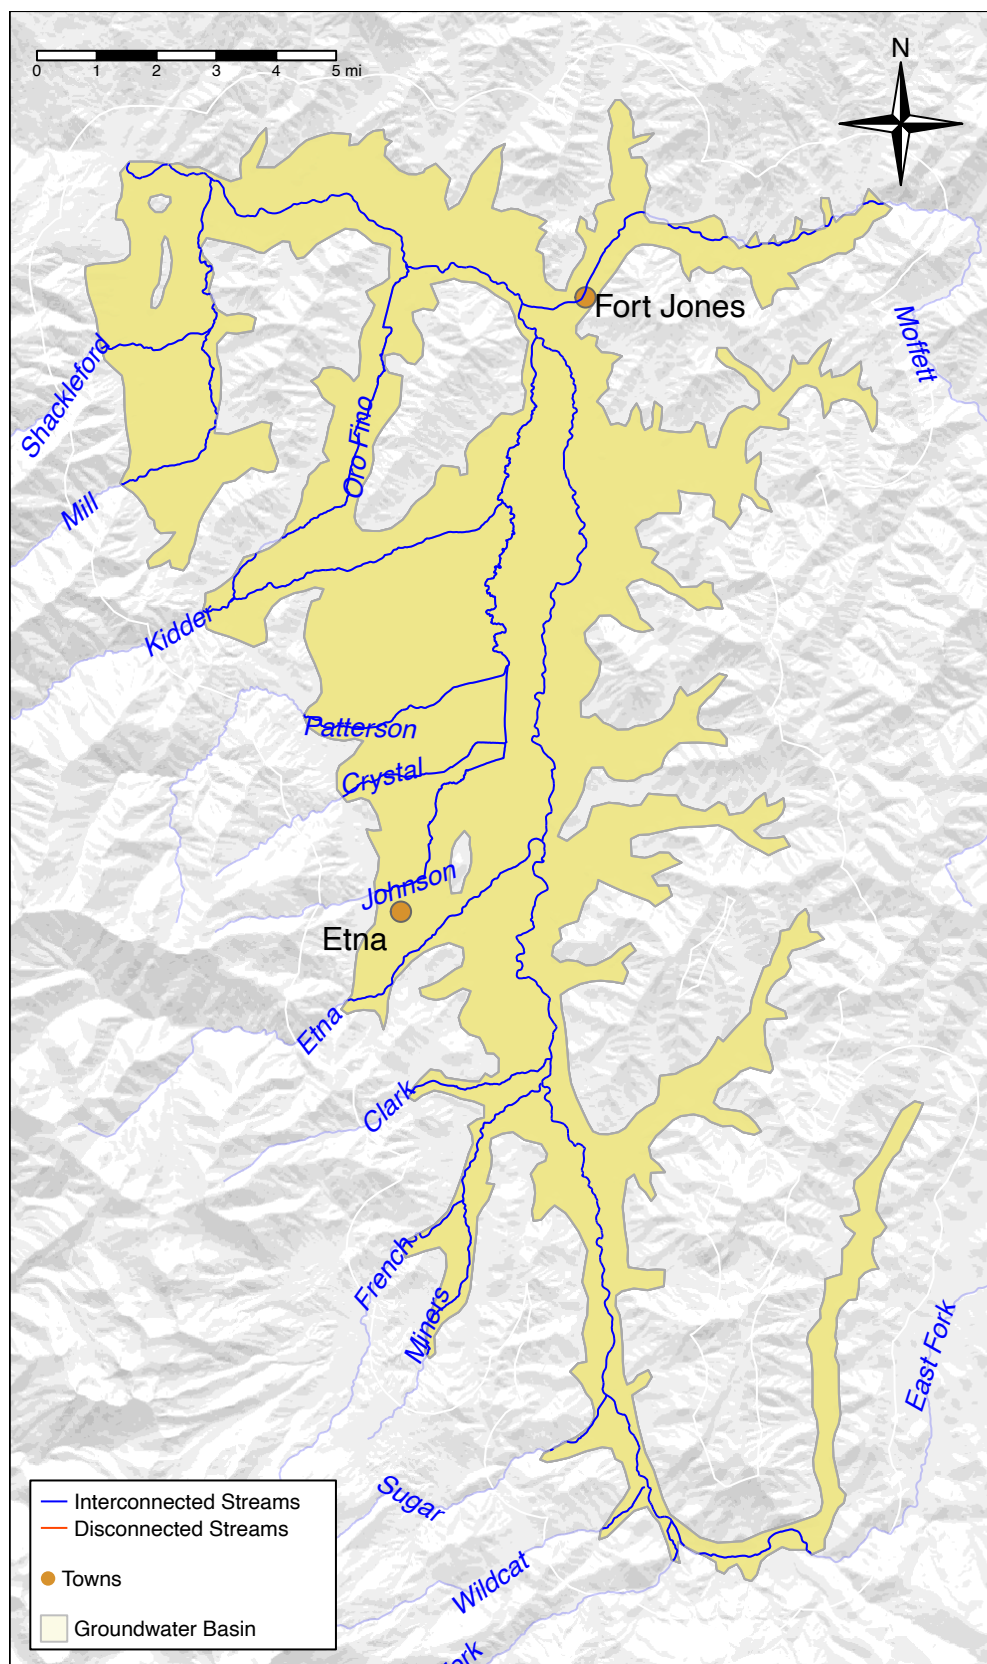 N
0 1 2 3 4 5 mi
Fort Jones
Moffett
Shackleford
Oro Fino
Mill
Kidder
Patterson
Crystal
Johnson
Etna
Etna
Clark
French
Miners
East Fork
Sugar
Wildcat
Interconnected Streams
Disconnected Streams
Towns
Groundwater Basin